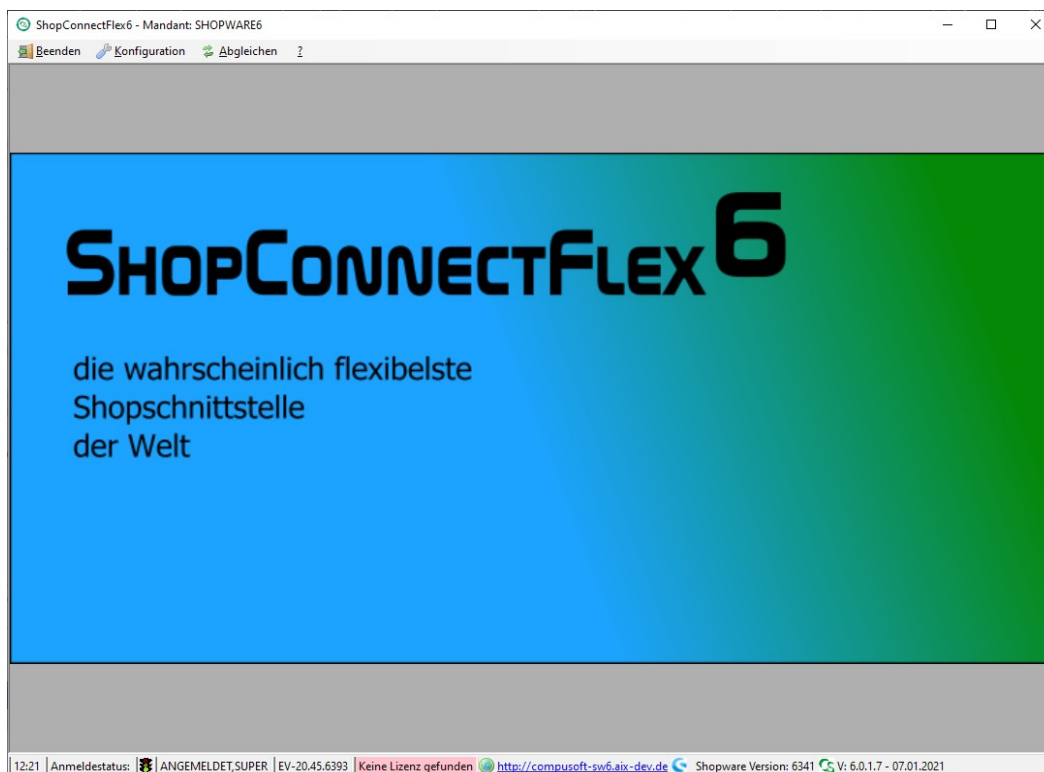 ShopConnectFlex6 - Mandant: SHOPWARE6
Beenden Konfiguration Abgleichen ?
SHOPCONNECTFLEX6
die wahrscheinlich flexibelste
Shopschnittstelle
der Welt
12:21 Anmeldestatus: ANGEMELDET,SUPER EV-20.45.6393 Keine Lizenz gefunden http://compusoft-sw6.aix-dev.de Shopware Version: 6341 CS V: 6.0.1.7 - 07.01.2021